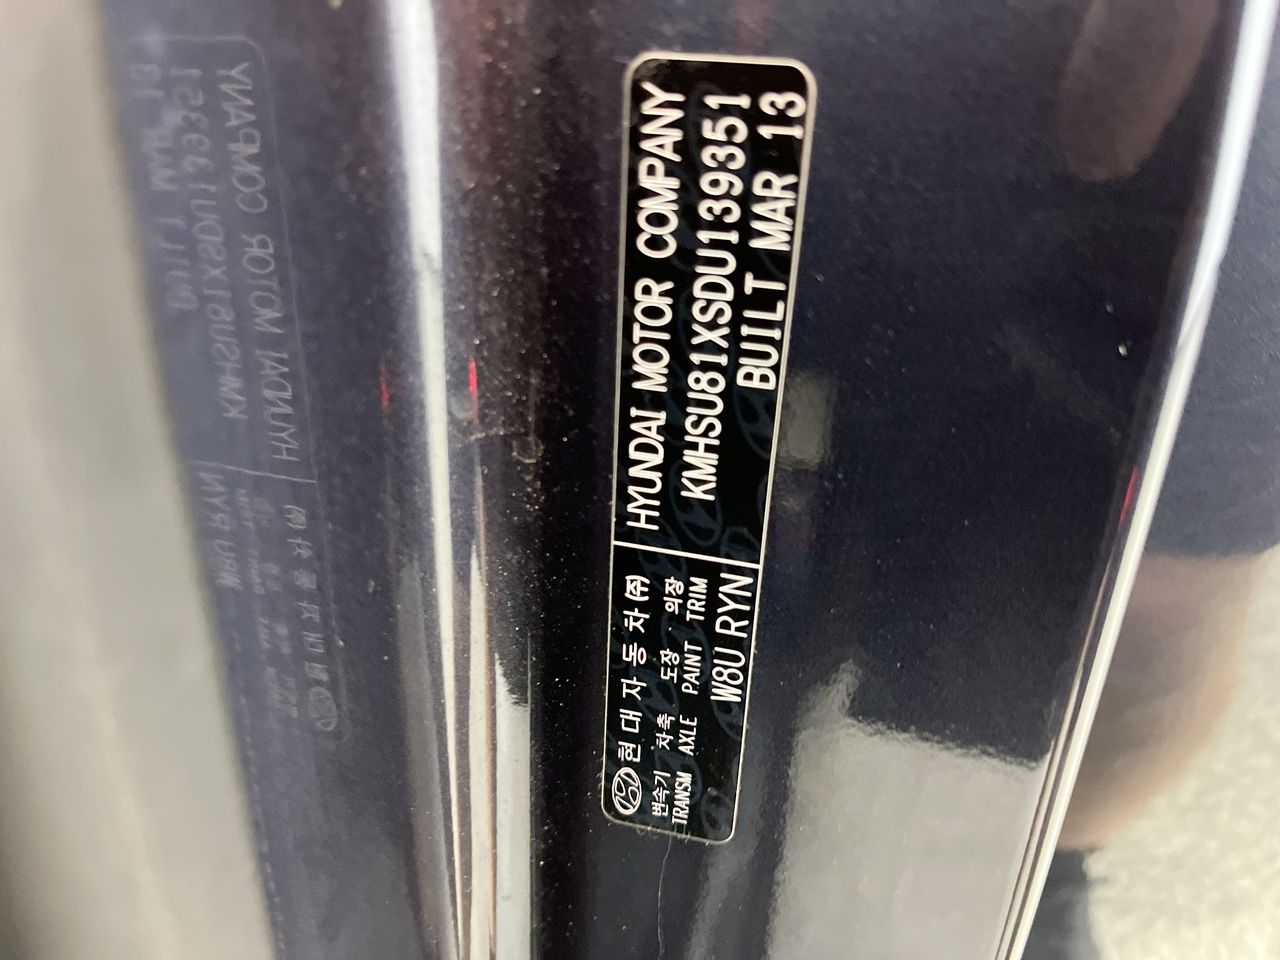 현대자동차(주)
HYUNDAI MOTOR COMPANY
변속기 차축 도장 의장
TRANSM AXLE PAINT TRIM
KMHSU81XSDU139351
W8U RYN
BUILT MAR 13